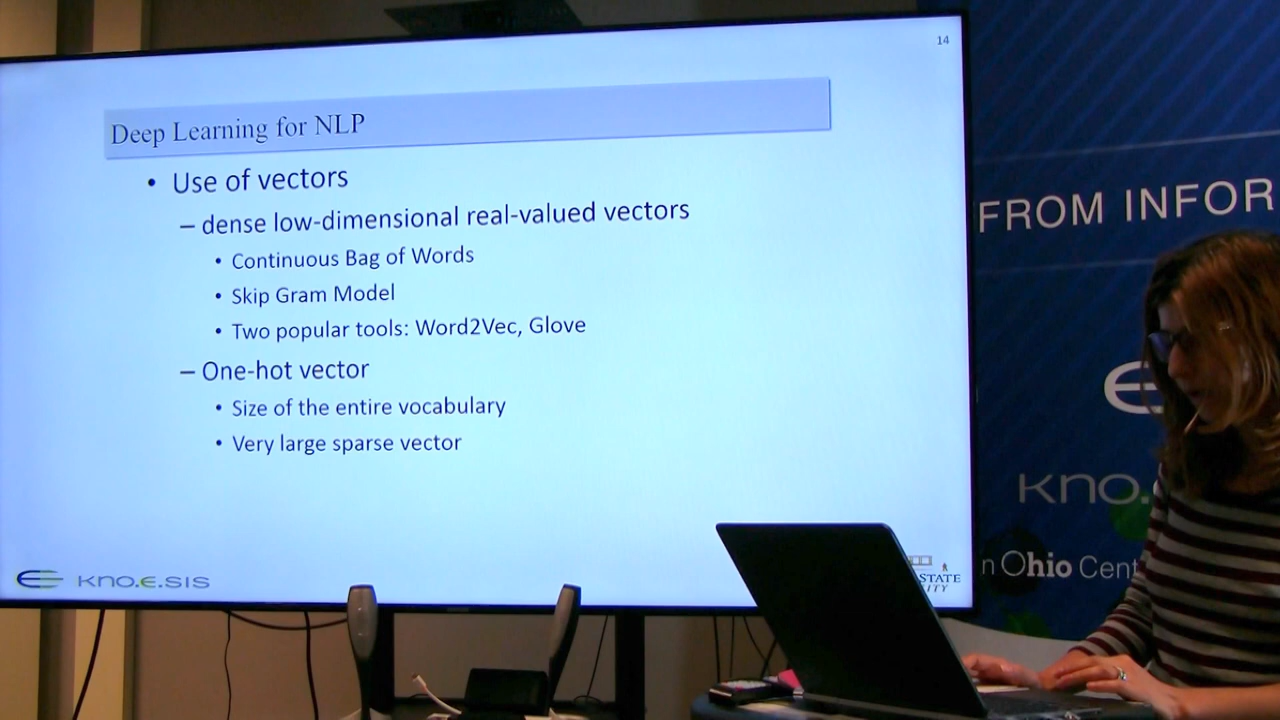 14
Deep Learning for NLP
• Use of vectors
– dense low-dimensional real-valued vectors
• Continuous Bag of Words
• Skip Gram Model
• Two popular tools: Word2Vec, Glove
– One-hot vector
• Size of the entire vocabulary
• Very large sparse vector
kno.e.sis
STATE
ITY
FROM INFOR
kno.
n Ohio Cent